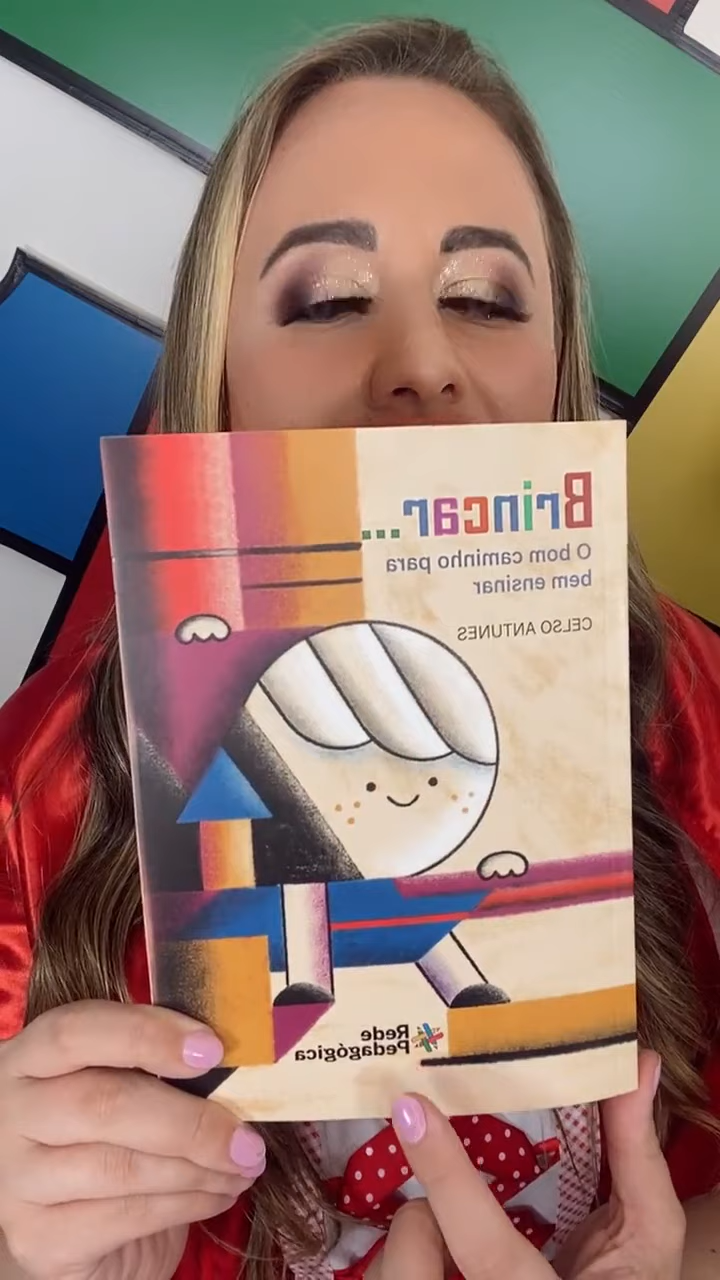 Brincar...
O bom caminho para
bem ensinar
CELSO ANTUNES
Rede
Pedagógica